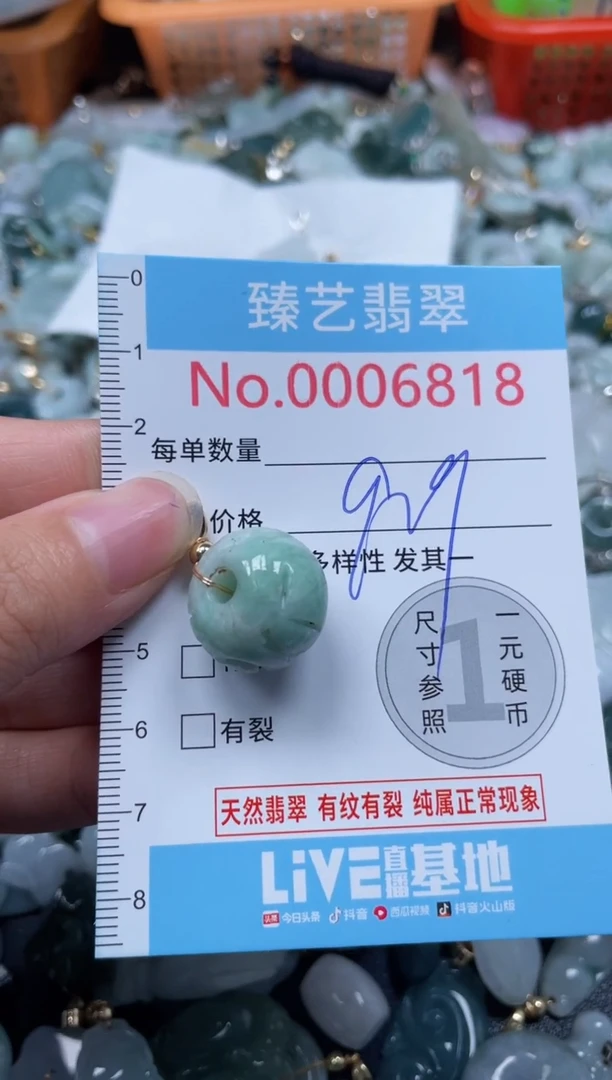 0
臻艺翡翠
1
No.0006818
2
每单数量
价格
多样性 发其一
5
尺寸参照
1
一元硬币
6
有裂
7
天然翡翠 有纹有裂 纯属正常现象
8
LiVE直播基地
头条 今日头条 抖音 西瓜视频 抖音火山版